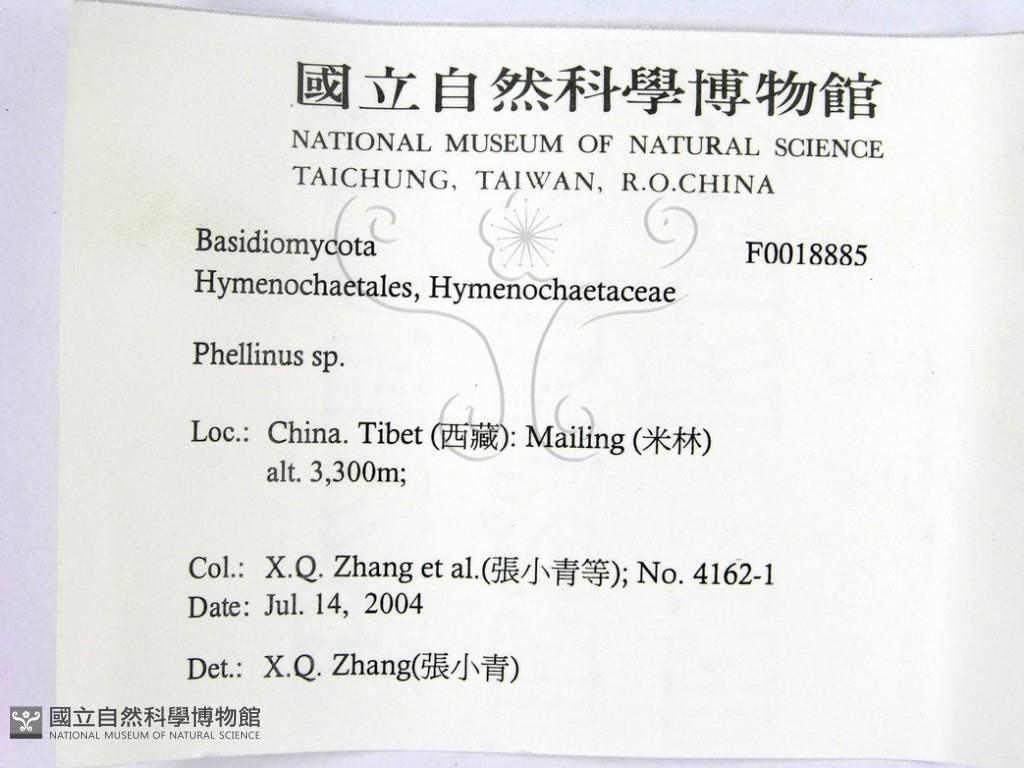 國立自然科學博物館
NATIONAL MUSEUM OF NATURAL SCIENCE
TAICHUNG, TAIWAN, R.O.CHINA
Basidiomycota F0018885
Hymenochaetales, Hymenochaetaceae
Phellinus sp.
Loc.: China. Tibet (西藏): Mailing (米林)
alt. 3,300m;
Col.: X.Q. Zhang et al.(張小青等); No. 4162-1
Date: Jul. 14, 2004
Det.: X.Q. Zhang(張小青)
國立自然科學博物館
NATIONAL MUSEUM OF NATURAL SCIENCE